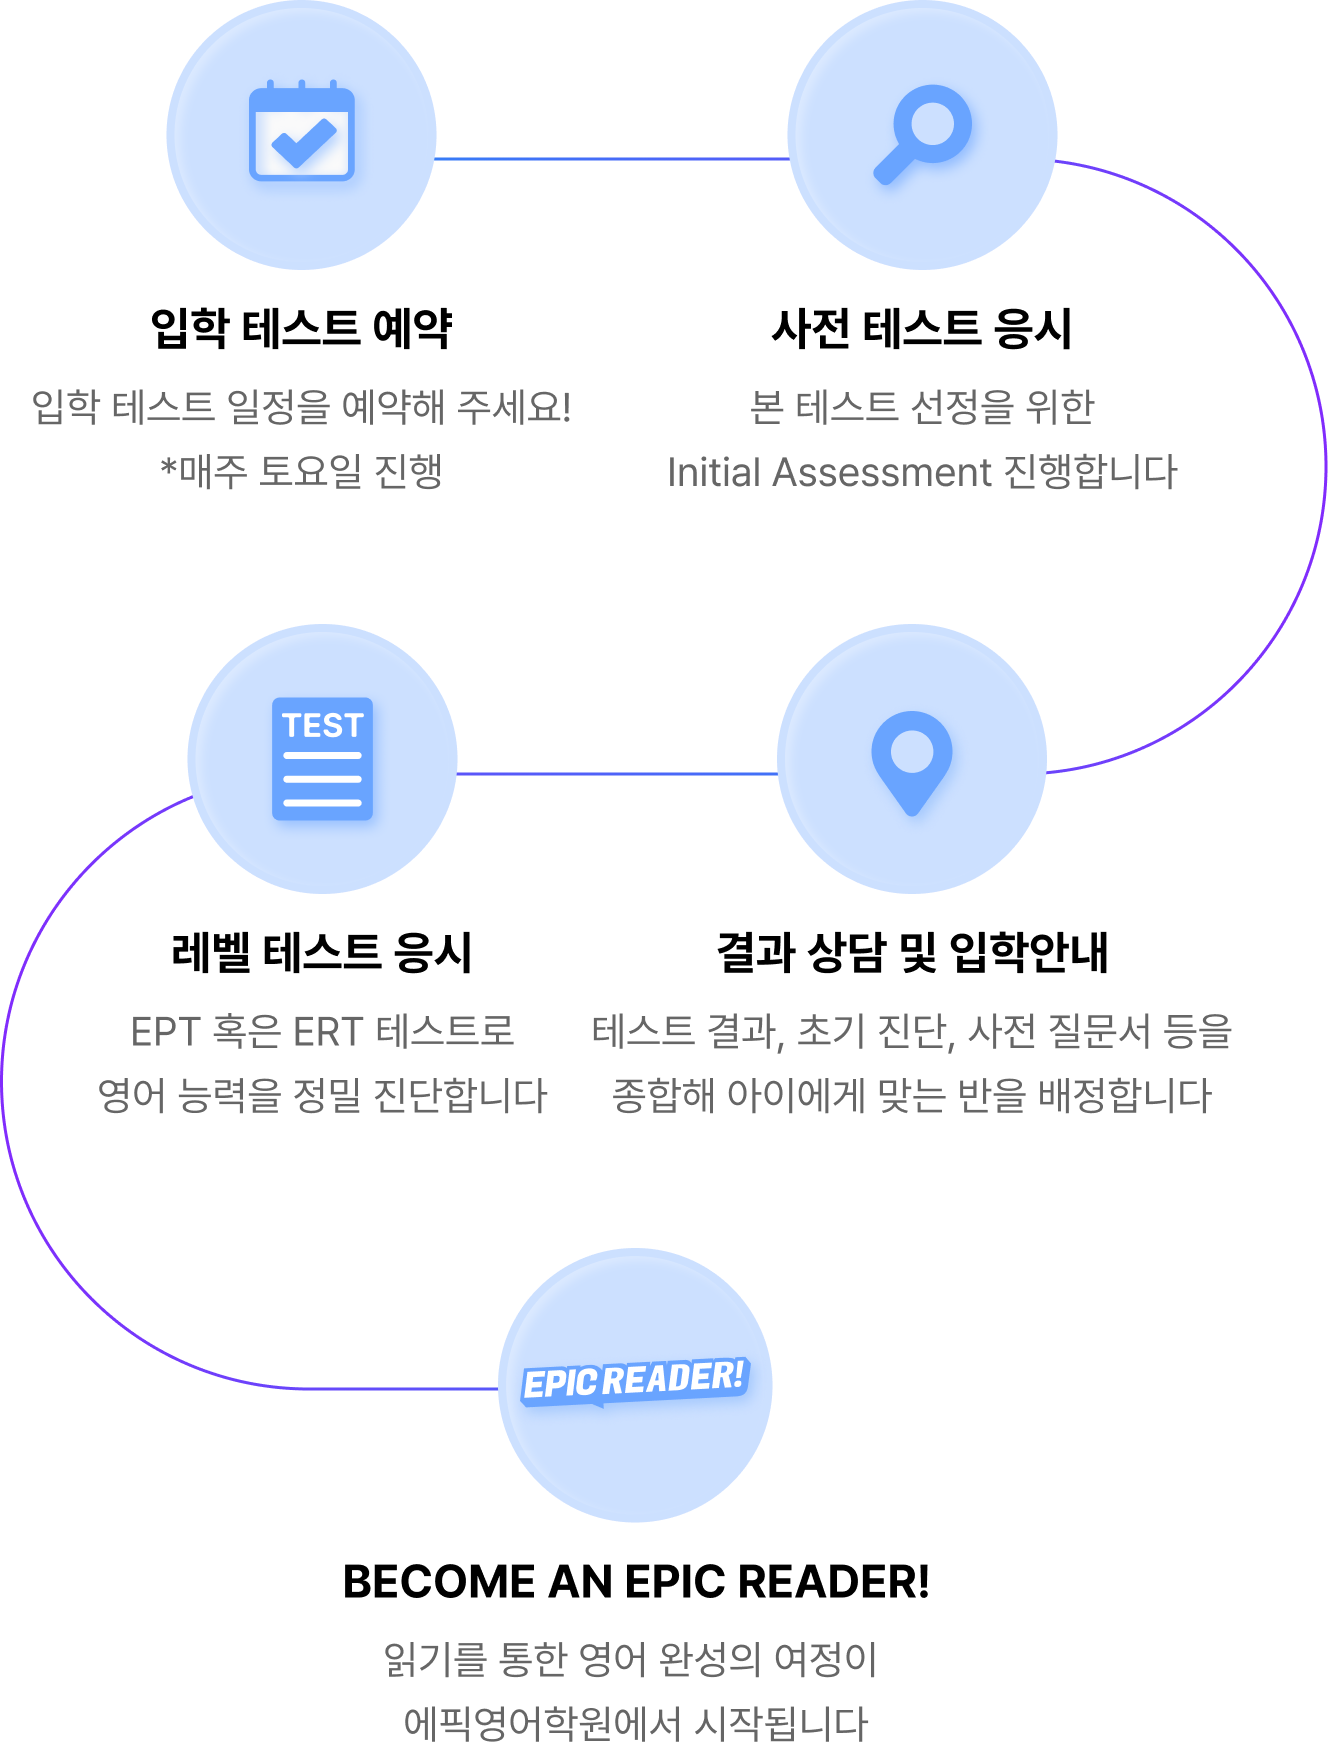 입학 테스트 예약
입학 테스트 일정을 예약해 주세요!
*매주 토요일 진행
사전 테스트 응시
본 테스트 선정을 위한
Initial Assessment 진행합니다
TEST
레벨 테스트 응시
EPT 혹은 ERT 테스트로
영어 능력을 정밀 진단합니다
결과 상담 및 입학안내
테스트 결과, 초기 진단, 사전 질문서 등을
종합해 아이에게 맞는 반을 배정합니다
EPIC READER!
BECOME AN EPIC READER!
읽기를 통한 영어 완성의 여정이
에픽영어학원에서 시작됩니다